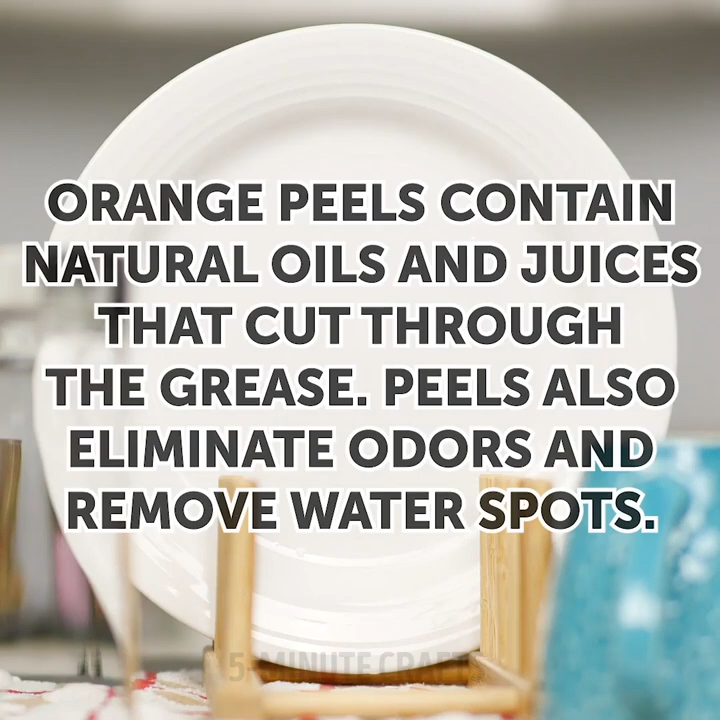 ORANGE PEELS CONTAIN
NATURAL OILS AND JUICES
THAT CUT THROUGH
THE GREASE. PEELS ALSO
ELIMINATE ODORS AND
REMOVE WATER SPOTS.
5-MINUTE CRAFT